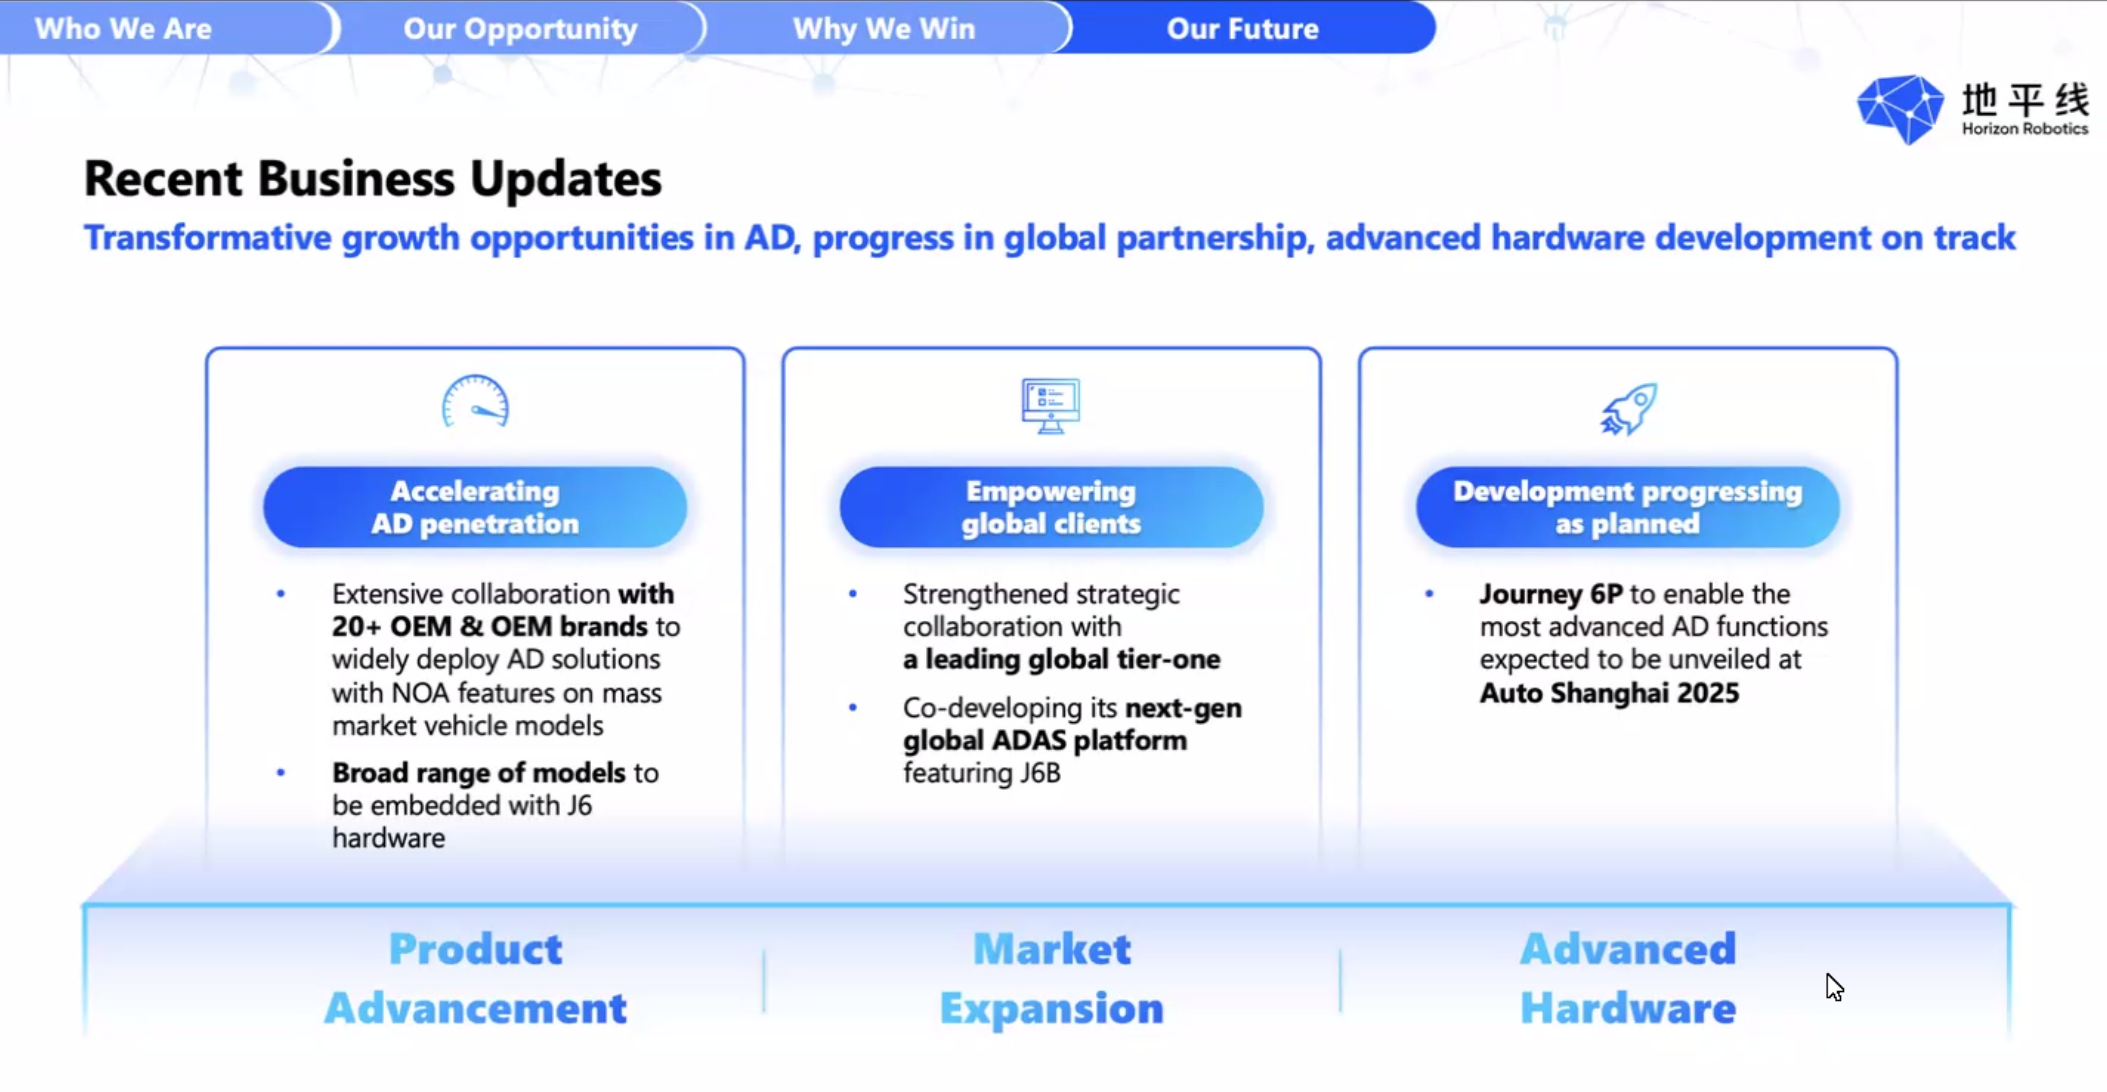 Who We Are
Our Opportunity
Why We Win
Our Future
地平线
Horizon Robotics
Recent Business Updates
Transformative growth opportunities in AD, progress in global partnership, advanced hardware development on track
Accelerating
AD penetration
• Extensive collaboration with
20+ OEM & OEM brands to
widely deploy AD solutions
with NOA features on mass
market vehicle models
• Broad range of models to
be embedded with J6
hardware
Empowering
global clients
• Strengthened strategic
collaboration with
a leading global tier-one
• Co-developing its next-gen
global ADAS platform
featuring J6B
Development progressing
as planned
• Journey 6P to enable the
most advanced AD functions
expected to be unveiled at
Auto Shanghai 2025
Product
Advancement
Market
Expansion
Advanced
Hardware